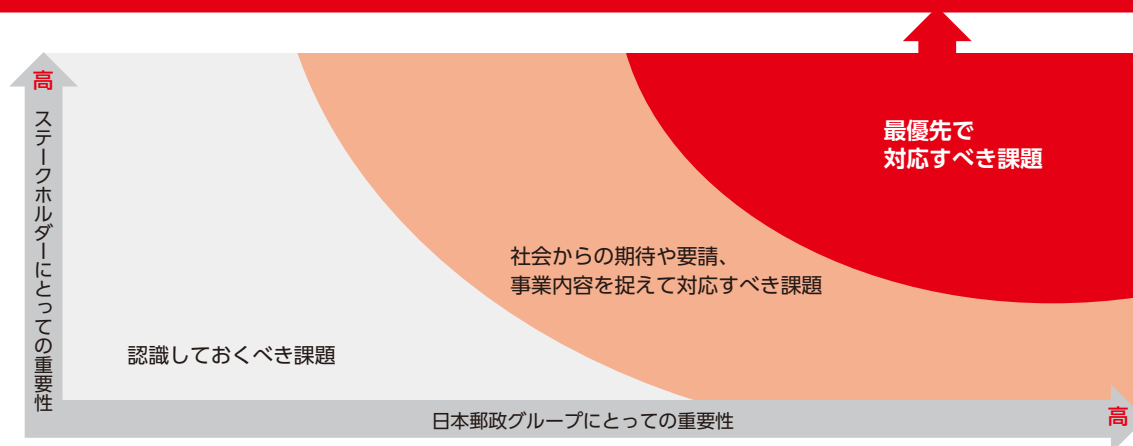 高
ステークホルダーにとっての重要性
最優先で
対応すべき課題
社会からの期待や要請、
事業内容を捉えて対応すべき課題
認識しておくべき課題
日本郵政グループにとっての重要性
高